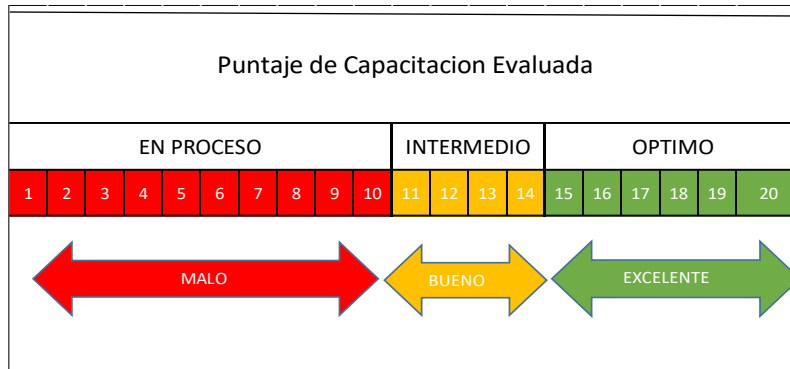 Puntaje de Capacitacion Evaluada
EN PROCESO INTERMEDIO OPTIMO
1 2 3 4 5 6 7 8 9 10 11 12 13 14 15 16 17 18 19 20
MALO BUENO EXCELENTE